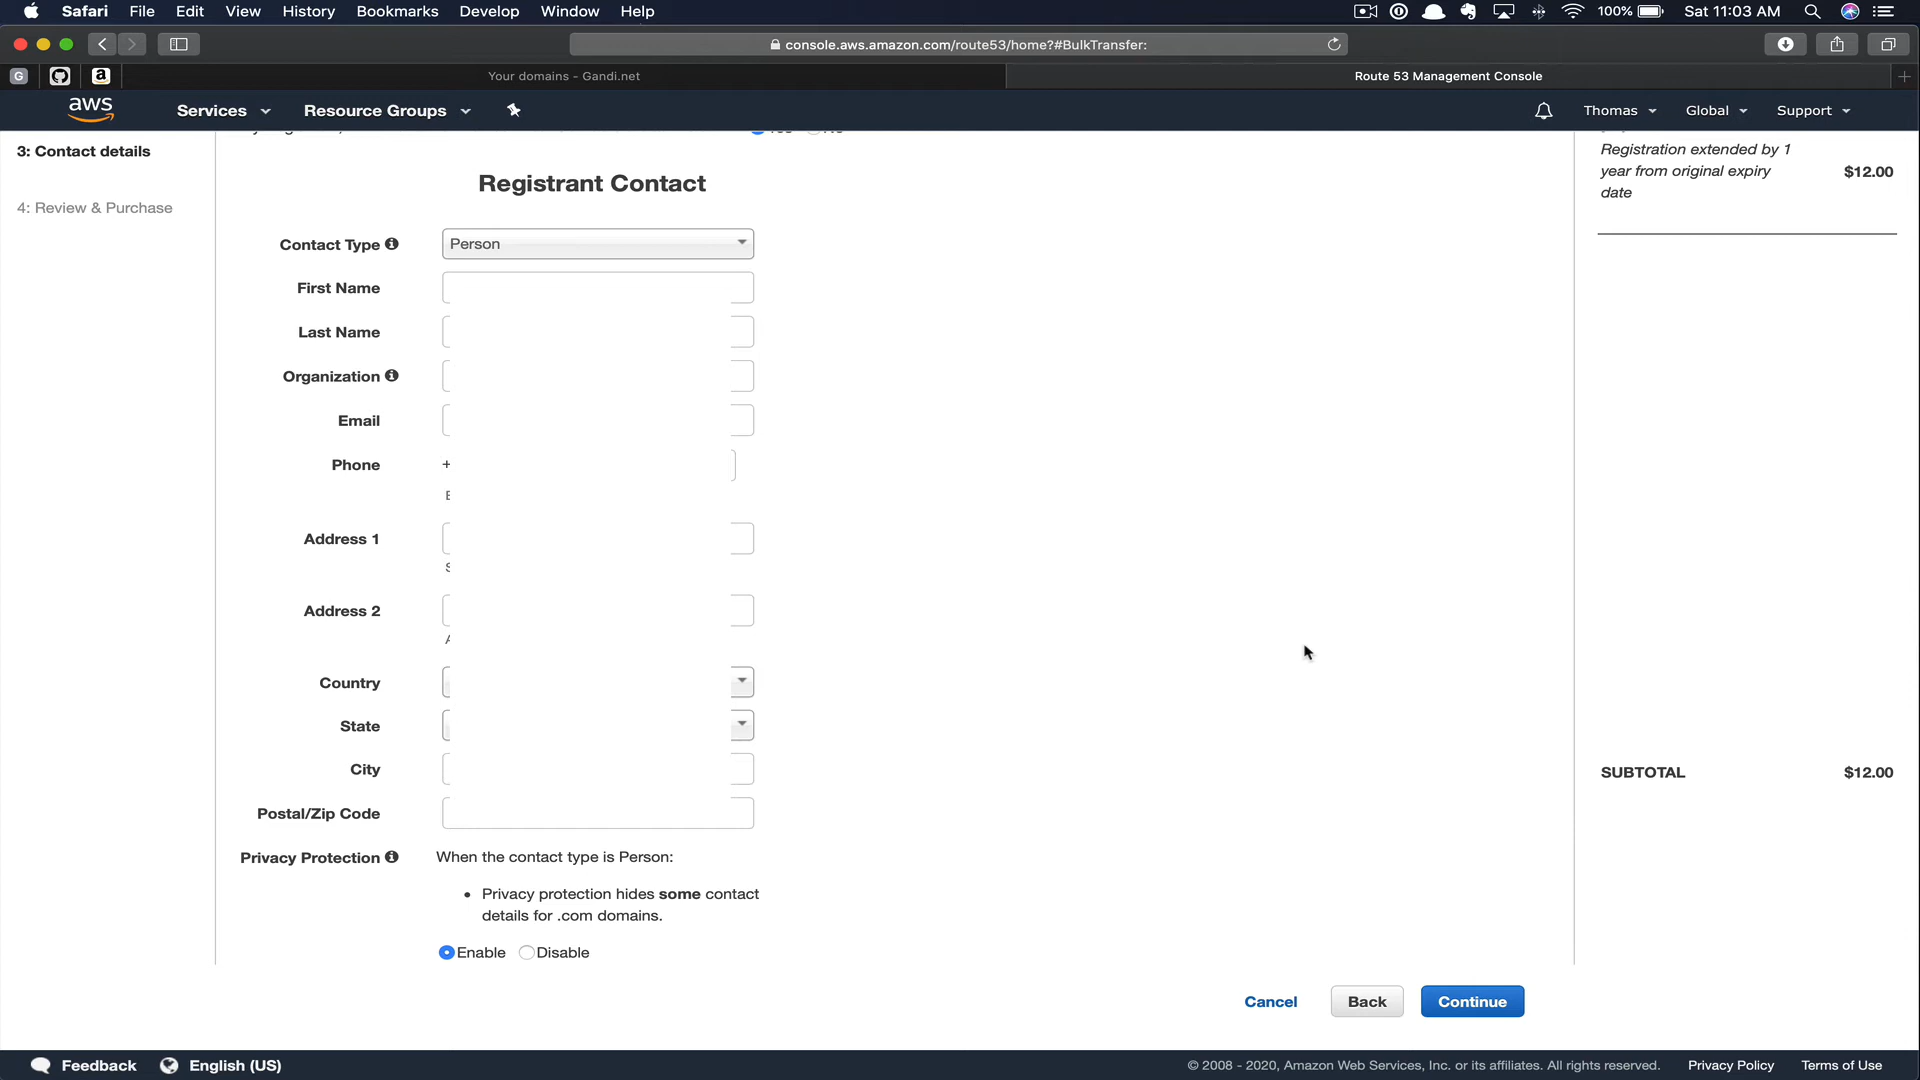 Safari File Edit View History Bookmarks Develop Window Help 100% Sat 11:03 AM
console.aws.amazon.com/route53/home?#BulkTransfer:
G Your domains – Gandi.net Route 53 Management Console
aws Services Resource Groups Thomas Global Support
3: Contact details
4: Review & Purchase
Registrant Contact
Contact Type Person
First Name
Last Name
Organization
Email
Phone +
Address 1
Address 2
Country
State
City
Postal/Zip Code
Privacy Protection When the contact type is Person:
• Privacy protection hides some contact
details for .com domains.
Enable Disable
Registration extended by 1
year from original expiry
date
$12.00
SUBTOTAL $12.00
Cancel Back Continue
Feedback English (US) © 2008 - 2020, Amazon Web Services, Inc. or its affiliates. All rights reserved. Privacy Policy Terms of Use